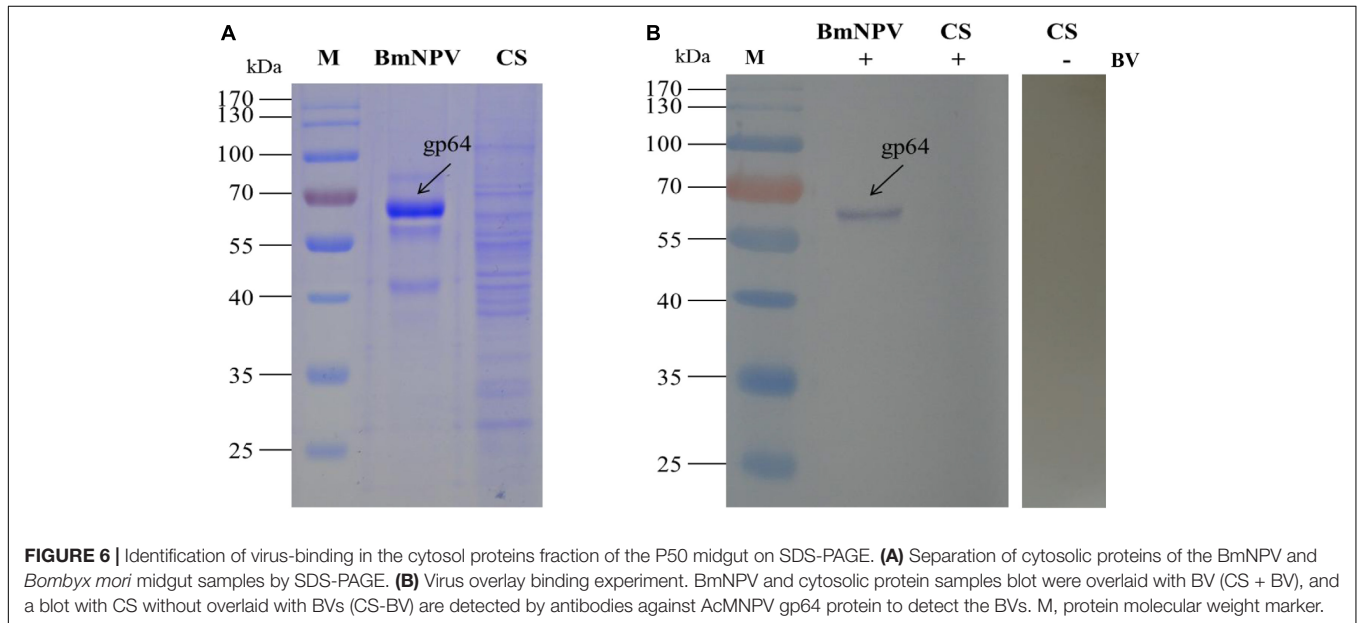 A
kDa M BmNPV CS
170
130
100
70
55
40
35
25
gp64
B
BmNPV CS CS
kDa M + + - BV
170
130
100
70
55
40
35
25
gp64
FIGURE 6 | Identification of virus-binding in the cytosol proteins fraction of the P50 midgut on SDS-PAGE. (A) Separation of cytosolic proteins of the BmNPV and
Bombyx mori midgut samples by SDS-PAGE. (B) Virus overlay binding experiment. BmNPV and cytosolic protein samples blot were overlaid with BV (CS + BV), and
a blot with CS without overlaid with BVs (CS-BV) are detected by antibodies against AcMNPV gp64 protein to detect the BVs. M, protein molecular weight marker.